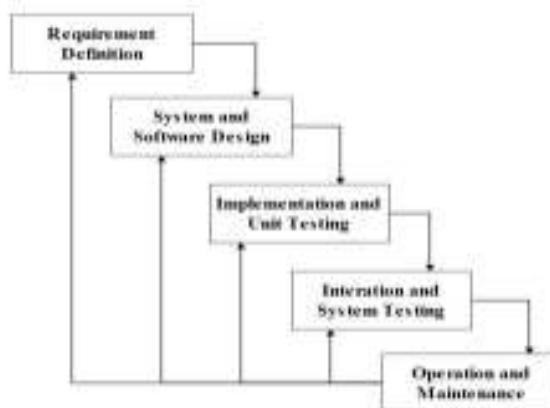 Requirement
Definition
System and
Software Design
Implementation and
Unit Testing
Interation and
System Testing
Operation and
Maintenance